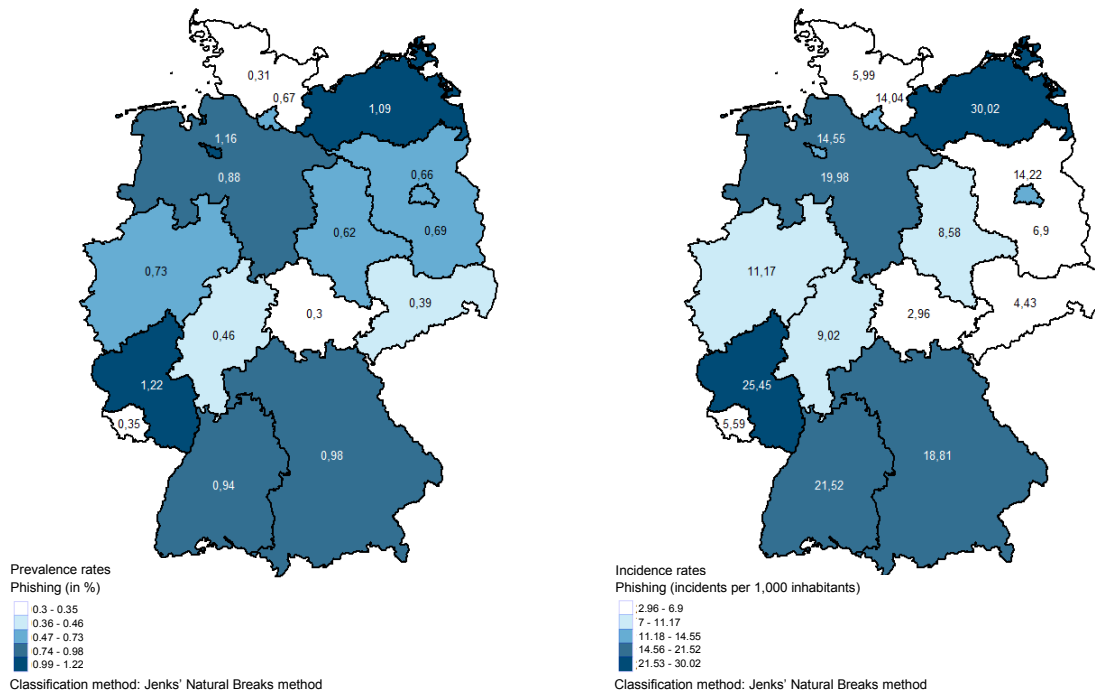 0,31
0,67
1,09
1,16
0,88
0,66
0,62
0,69
0,73
0,39
0,3
0,46
1,22
0,35
0,98
0,94
Prevalence rates
Phishing (in %)
0.3 - 0.35
0.36 - 0.46
0.47 - 0.73
0.74 - 0.98
0.99 - 1.22
Classification method: Jenks' Natural Breaks method
5,99
14,04
30,02
14,55
19,98
14,22
8,58
6,9
11,17
4,43
2,96
9,02
25,45
5,59
18,81
21,52
Incidence rates
Phishing (incidents per 1,000 inhabitants)
2.96 - 6.9
7 - 11.17
11.18 - 14.55
14.56 - 21.52
21.53 - 30.02
Classification method: Jenks' Natural Breaks method